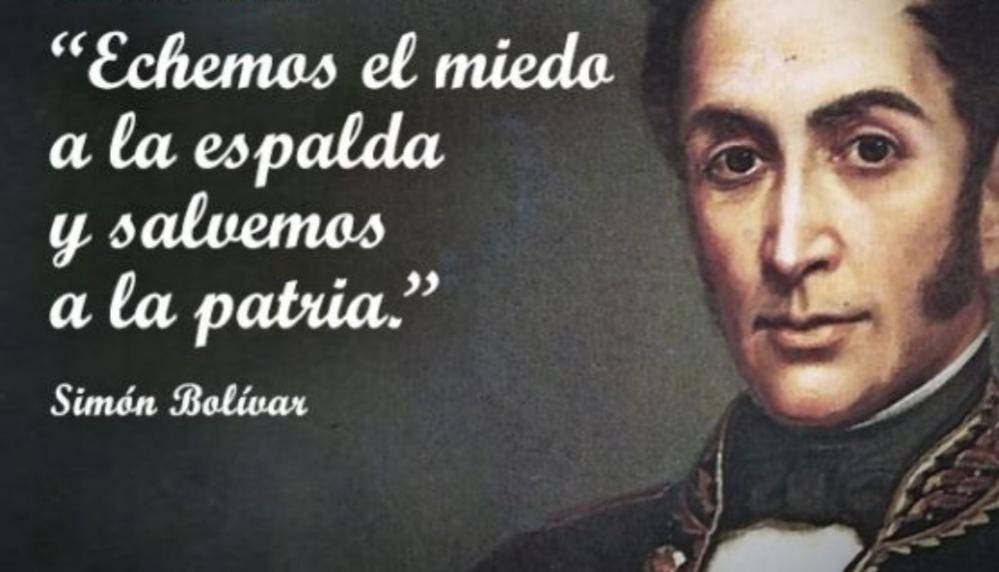 “Echemos el miedo
a la espalda
y salvemos
a la patria.”
Simón Bolívar